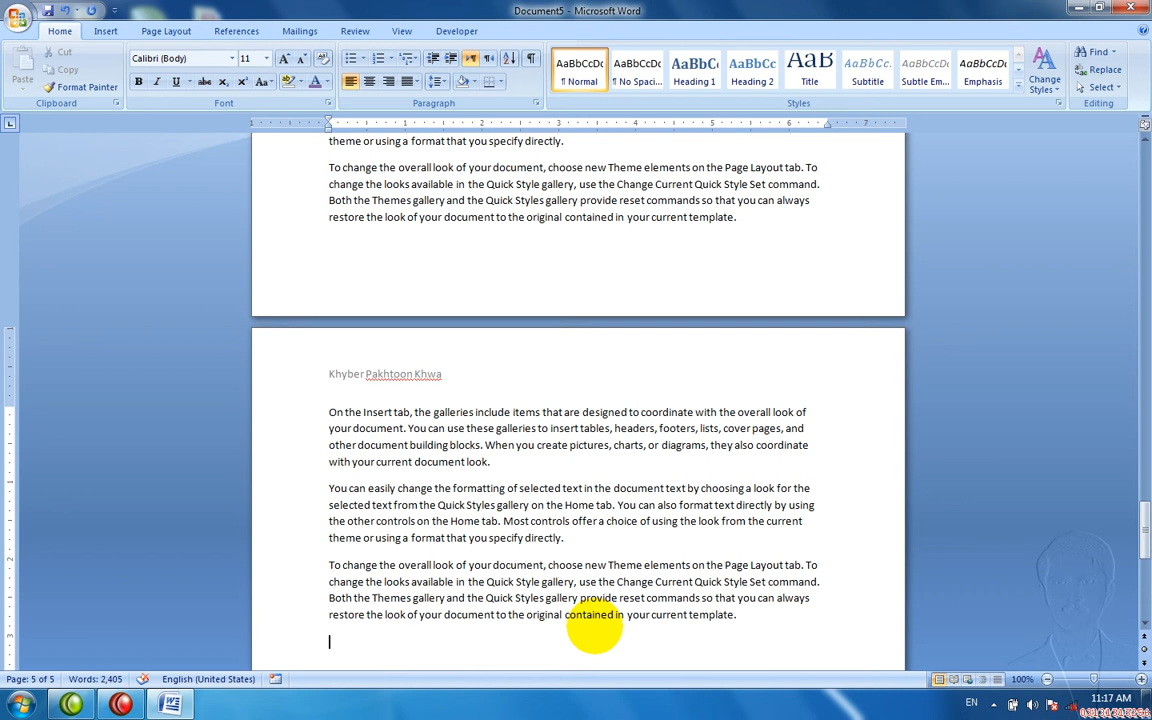 Document5 - Microsoft Word
Home Insert Page Layout References Mailings Review View Developer
Cut
Copy
Paste
Format Painter
Clipboard
Calibri (Body) 11
Font
Paragraph
AaBbCcDc AaBbCcDc AaBbC AaBbCc AaB AaBbCc. AaBbCcDc AaBbCcDc
¶ Normal ¶ No Spaci... Heading 1 Heading 2 Title Subtitle Subtle Em... Emphasis
Styles
Change Styles
Find
Replace
Select
Editing
1 1 2 3 4 5 6 7
theme or using a format that you specify directly.
To change the overall look of your document, choose new Theme elements on the Page Layout tab. To
change the looks available in the Quick Style gallery, use the Change Current Quick Style Set command.
Both the Themes gallery and the Quick Styles gallery provide reset commands so that you can always
restore the look of your document to the original contained in your current template.
Khyber Pakhtoon Khwa
On the Insert tab, the galleries include items that are designed to coordinate with the overall look of
your document. You can use these galleries to insert tables, headers, footers, lists, cover pages, and
other document building blocks. When you create pictures, charts, or diagrams, they also coordinate
with your current document look.
You can easily change the formatting of selected text in the document text by choosing a look for the
selected text from the Quick Styles gallery on the Home tab. You can also format text directly by using
the other controls on the Home tab. Most controls offer a choice of using the look from the current
theme or using a format that you specify directly.
To change the overall look of your document, choose new Theme elements on the Page Layout tab. To
change the looks available in the Quick Style gallery, use the Change Current Quick Style Set command.
Both the Themes gallery and the Quick Styles gallery provide reset commands so that you can always
restore the look of your document to the original contained in your current template.
Page: 5 of 5 Words: 2,405 English (United States) 100%
EN 11:17 AM